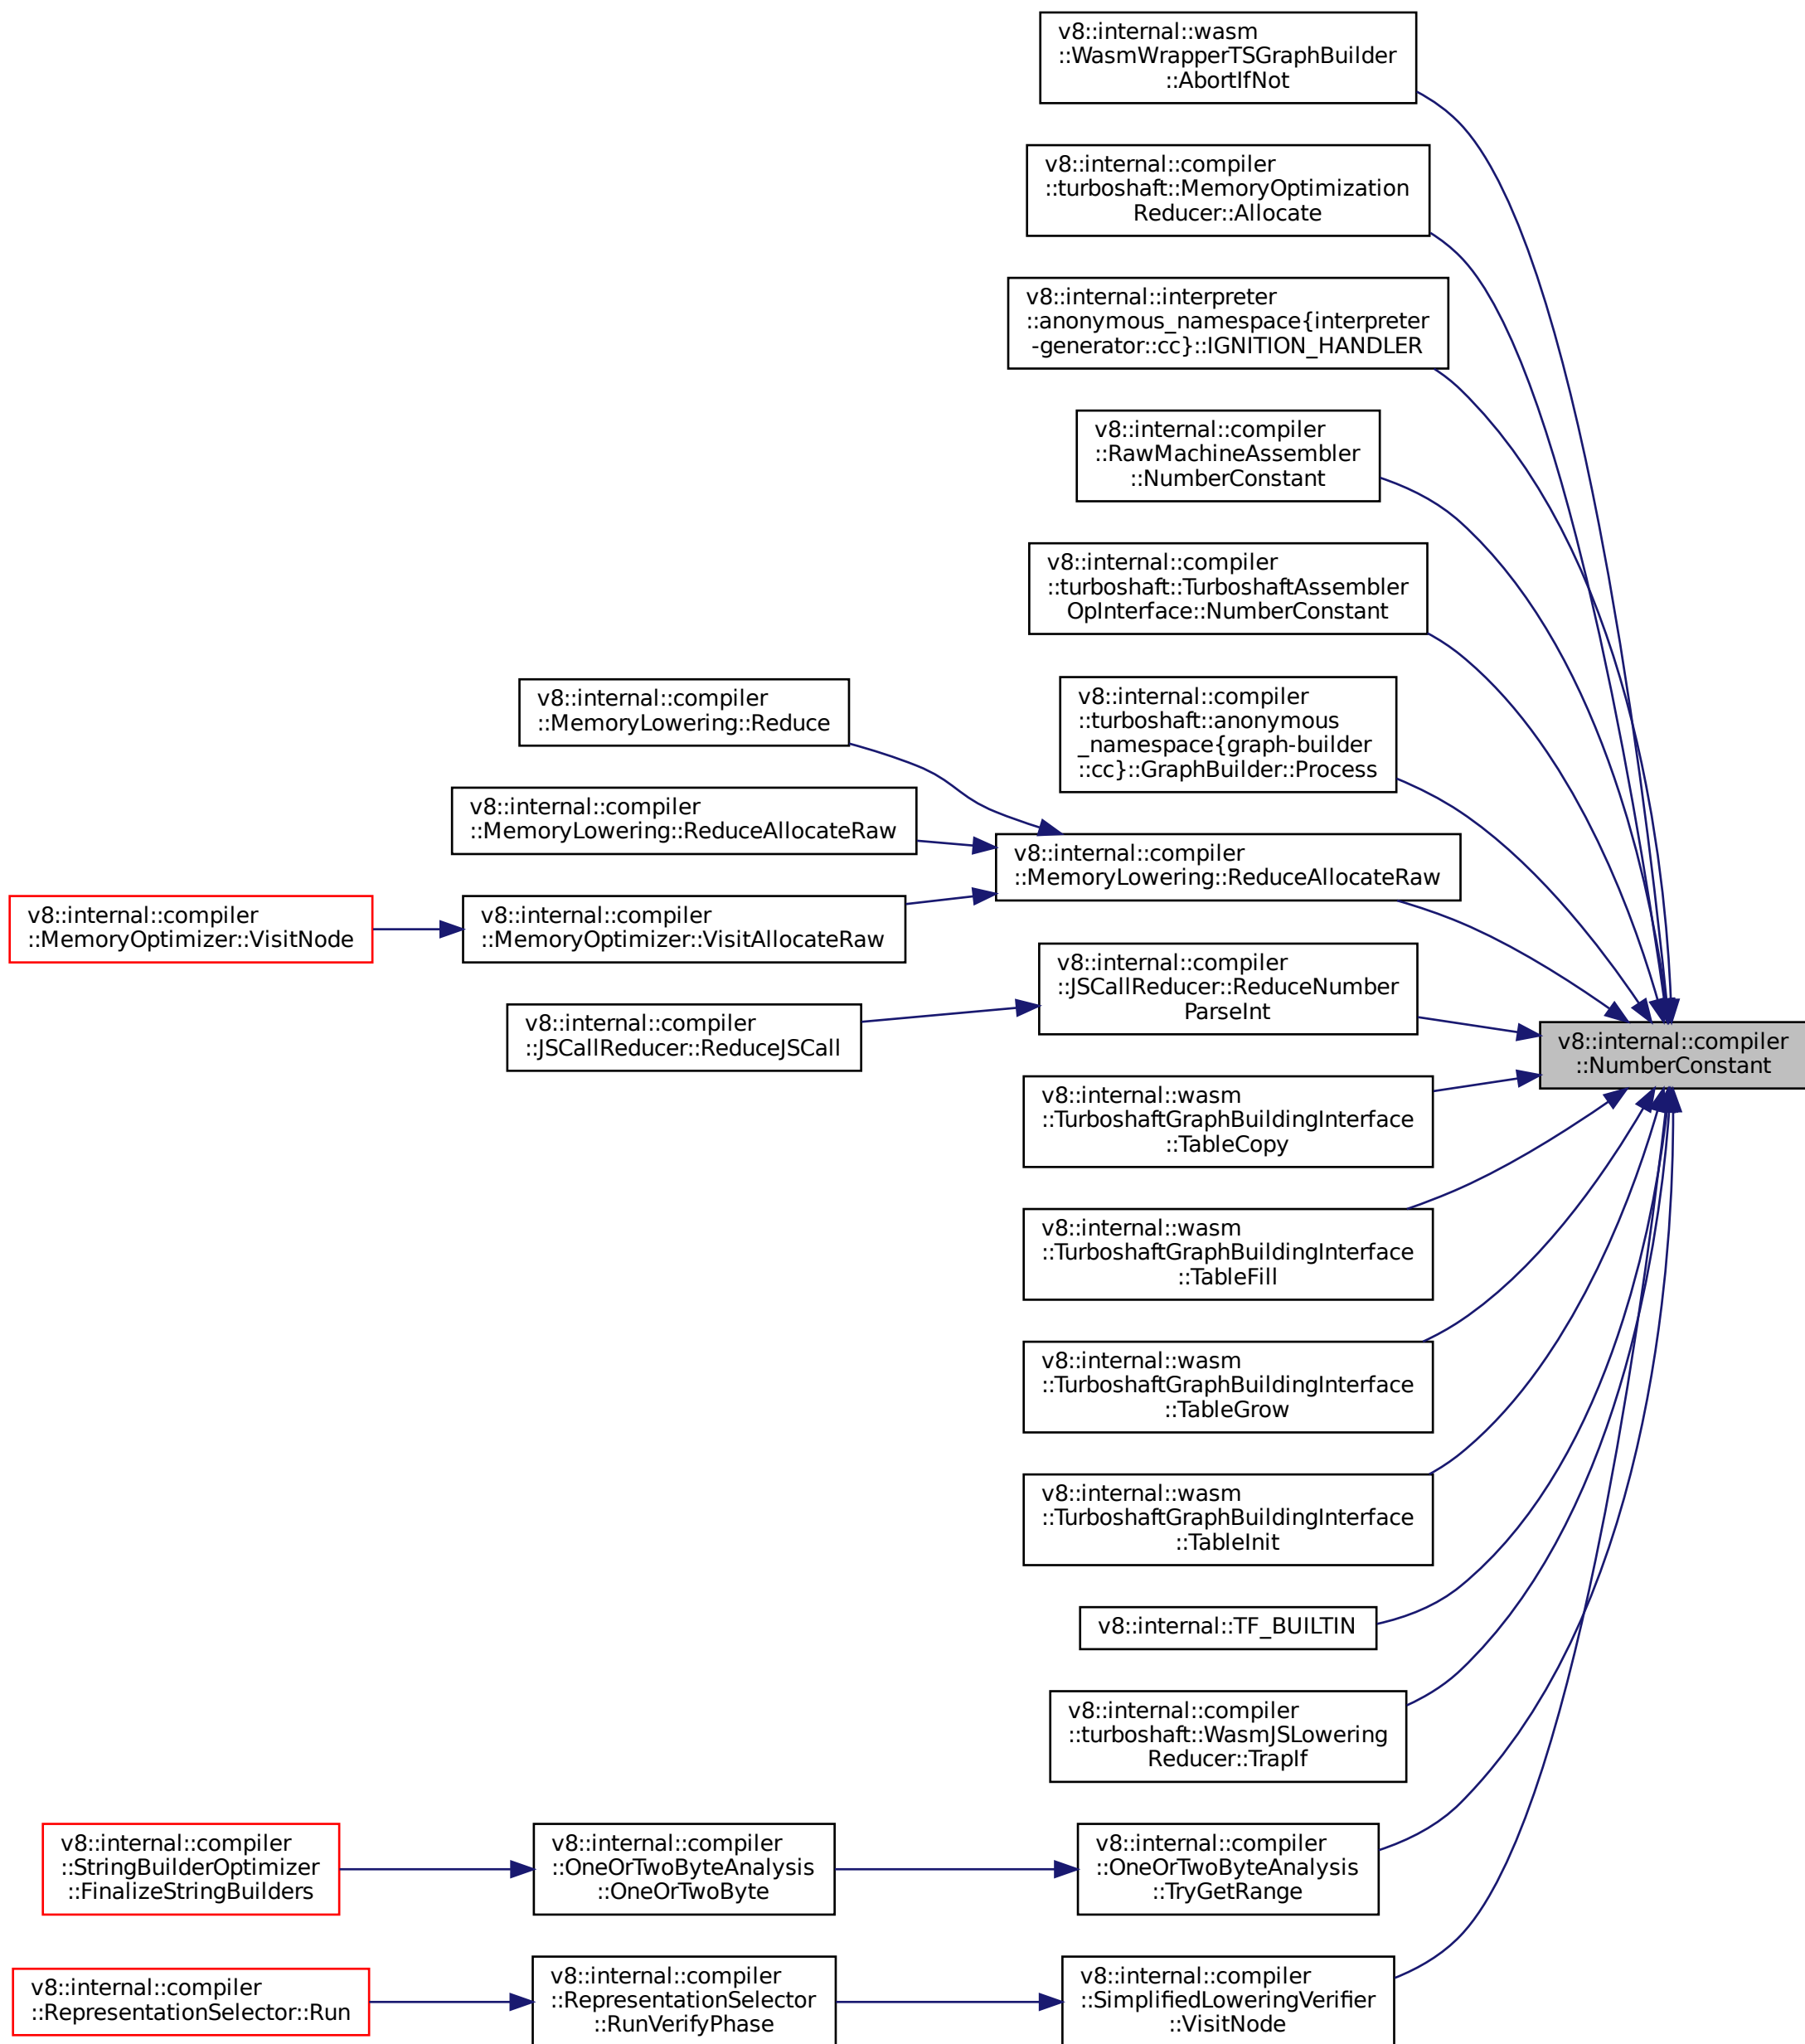 v8::internal::wasm
::WasmWrapperTSGraphBuilder
::AbortIfNot
v8::internal::compiler
::turboshaft::MemoryOptimization
Reducer::Allocate
v8::internal::interpreter
::anonymous_namespace{interpreter
-generator::cc}::IGNITION_HANDLER
v8::internal::compiler
::RawMachineAssembler
::NumberConstant
v8::internal::compiler
::turboshaft::TurboshaftAssembler
OpInterface::NumberConstant
v8::internal::compiler
::turboshaft::anonymous
_namespace{graph-builder
::cc}::GraphBuilder::Process
v8::internal::compiler
::MemoryLowering::Reduce
v8::internal::compiler
::MemoryLowering::ReduceAllocateRaw
v8::internal::compiler
::MemoryLowering::ReduceAllocateRaw
v8::internal::compiler
::MemoryOptimizer::VisitNode
v8::internal::compiler
::MemoryOptimizer::VisitAllocateRaw
v8::internal::compiler
::JSCallReducer::ReduceNumber
ParseInt
v8::internal::compiler
::JSCallReducer::ReduceJSCall
v8::internal::compiler
::NumberConstant
v8::internal::wasm
::TurboshaftGraphBuildingInterface
::TableCopy
v8::internal::wasm
::TurboshaftGraphBuildingInterface
::TableFill
v8::internal::wasm
::TurboshaftGraphBuildingInterface
::TableGrow
v8::internal::wasm
::TurboshaftGraphBuildingInterface
::TableInit
v8::internal::TF_BUILTIN
v8::internal::compiler
::turboshaft::WasmJSLowering
Reducer::TrapIf
v8::internal::compiler
::StringBuilderOptimizer
::FinalizeStringBuilders
v8::internal::compiler
::OneOrTwoByteAnalysis
::OneOrTwoByte
v8::internal::compiler
::OneOrTwoByteAnalysis
::TryGetRange
v8::internal::compiler
::RepresentationSelector::Run
v8::internal::compiler
::RepresentationSelector
::RunVerifyPhase
v8::internal::compiler
::SimplifiedLoweringVerifier
::VisitNode